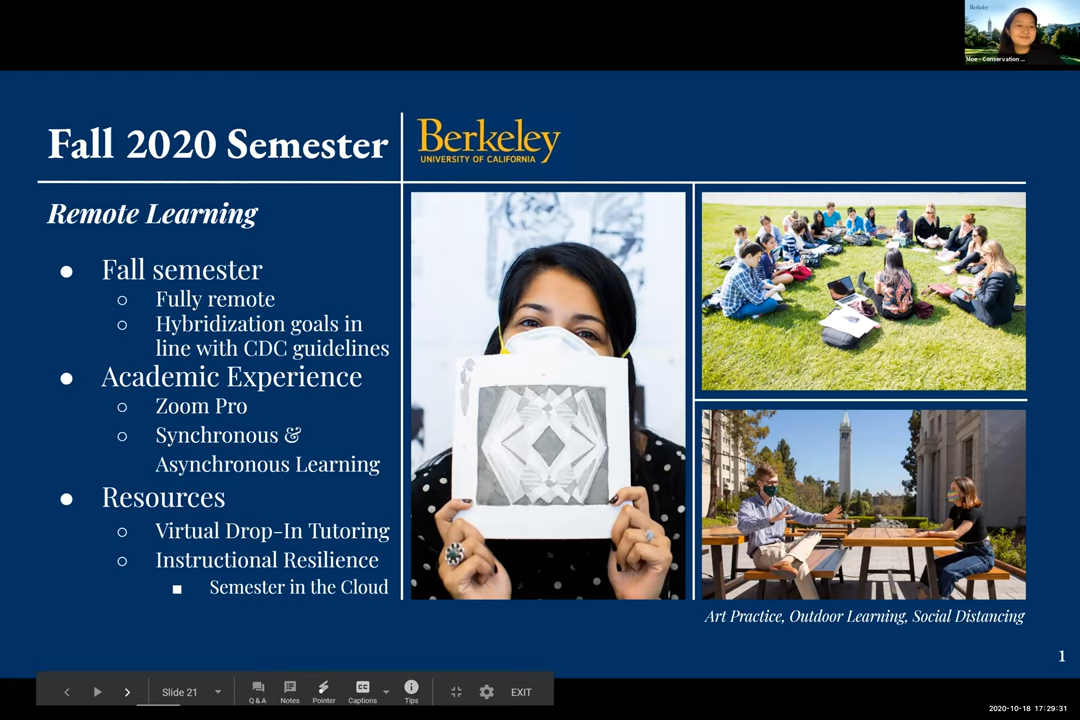 Berkeley
Moe - Conservation ...
Fall 2020 Semester
Berkeley
UNIVERSITY OF CALIFORNIA
Remote Learning
● Fall semester
○ Fully remote
○ Hybridization goals in
line with CDC guidelines
● Academic Experience
○ Zoom Pro
○ Synchronous &
Asynchronous Learning
● Resources
○ Virtual Drop-In Tutoring
○ Instructional Resilience
■ Semester in the Cloud
Art Practice, Outdoor Learning, Social Distancing
1
Slide 21
Q & A
Notes
Pointer
Captions
Tips
EXIT
2020-10-18 17:29:31